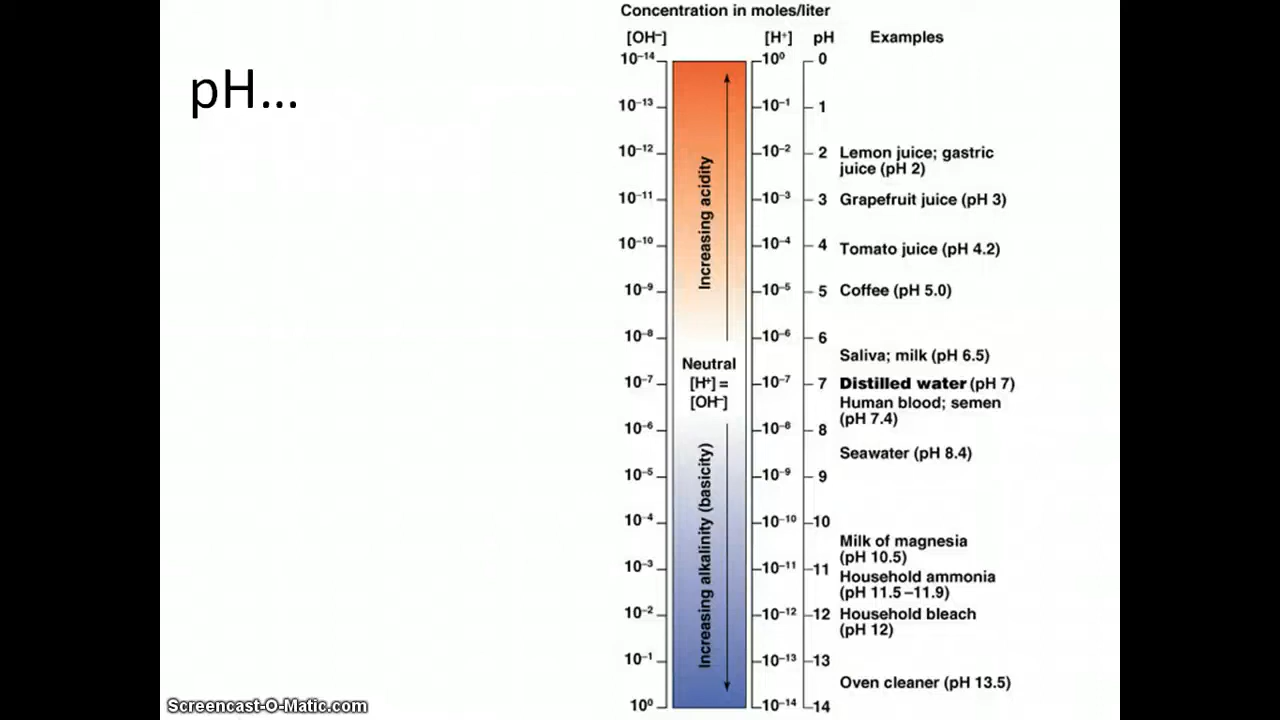 pH...
Concentration in moles/liter
[OH⁻] [H⁺] pH Examples
10⁻¹⁴ 10⁰ 0
10⁻¹³ 10⁻¹ 1
10⁻¹² 10⁻² 2 Lemon juice; gastric
juice (pH 2)
10⁻¹¹ 10⁻³ 3 Grapefruit juice (pH 3)
10⁻¹⁰ 10⁻⁴ 4 Tomato juice (pH 4.2)
10⁻⁹ 10⁻⁵ 5 Coffee (pH 5.0)
10⁻⁸ 10⁻⁶ 6
Saliva; milk (pH 6.5)
10⁻⁷ 10⁻⁷ 7 Distilled water (pH 7)
Human blood; semen
(pH 7.4)
10⁻⁶ 10⁻⁸ 8
Seawater (pH 8.4)
10⁻⁵ 10⁻⁹ 9
10⁻⁴ 10⁻¹⁰ 10
Milk of magnesia
(pH 10.5)
10⁻³ 10⁻¹¹ 11
Household ammonia
(pH 11.5–11.9)
10⁻² 10⁻¹² 12 Household bleach
(pH 12)
10⁻¹ 10⁻¹³ 13
Oven cleaner (pH 13.5)
10⁰ 10⁻¹⁴ 14
Increasing acidity
Neutral
[H⁺] =
[OH⁻]
Increasing alkalinity (basicity)
Screencast-O-Matic.com